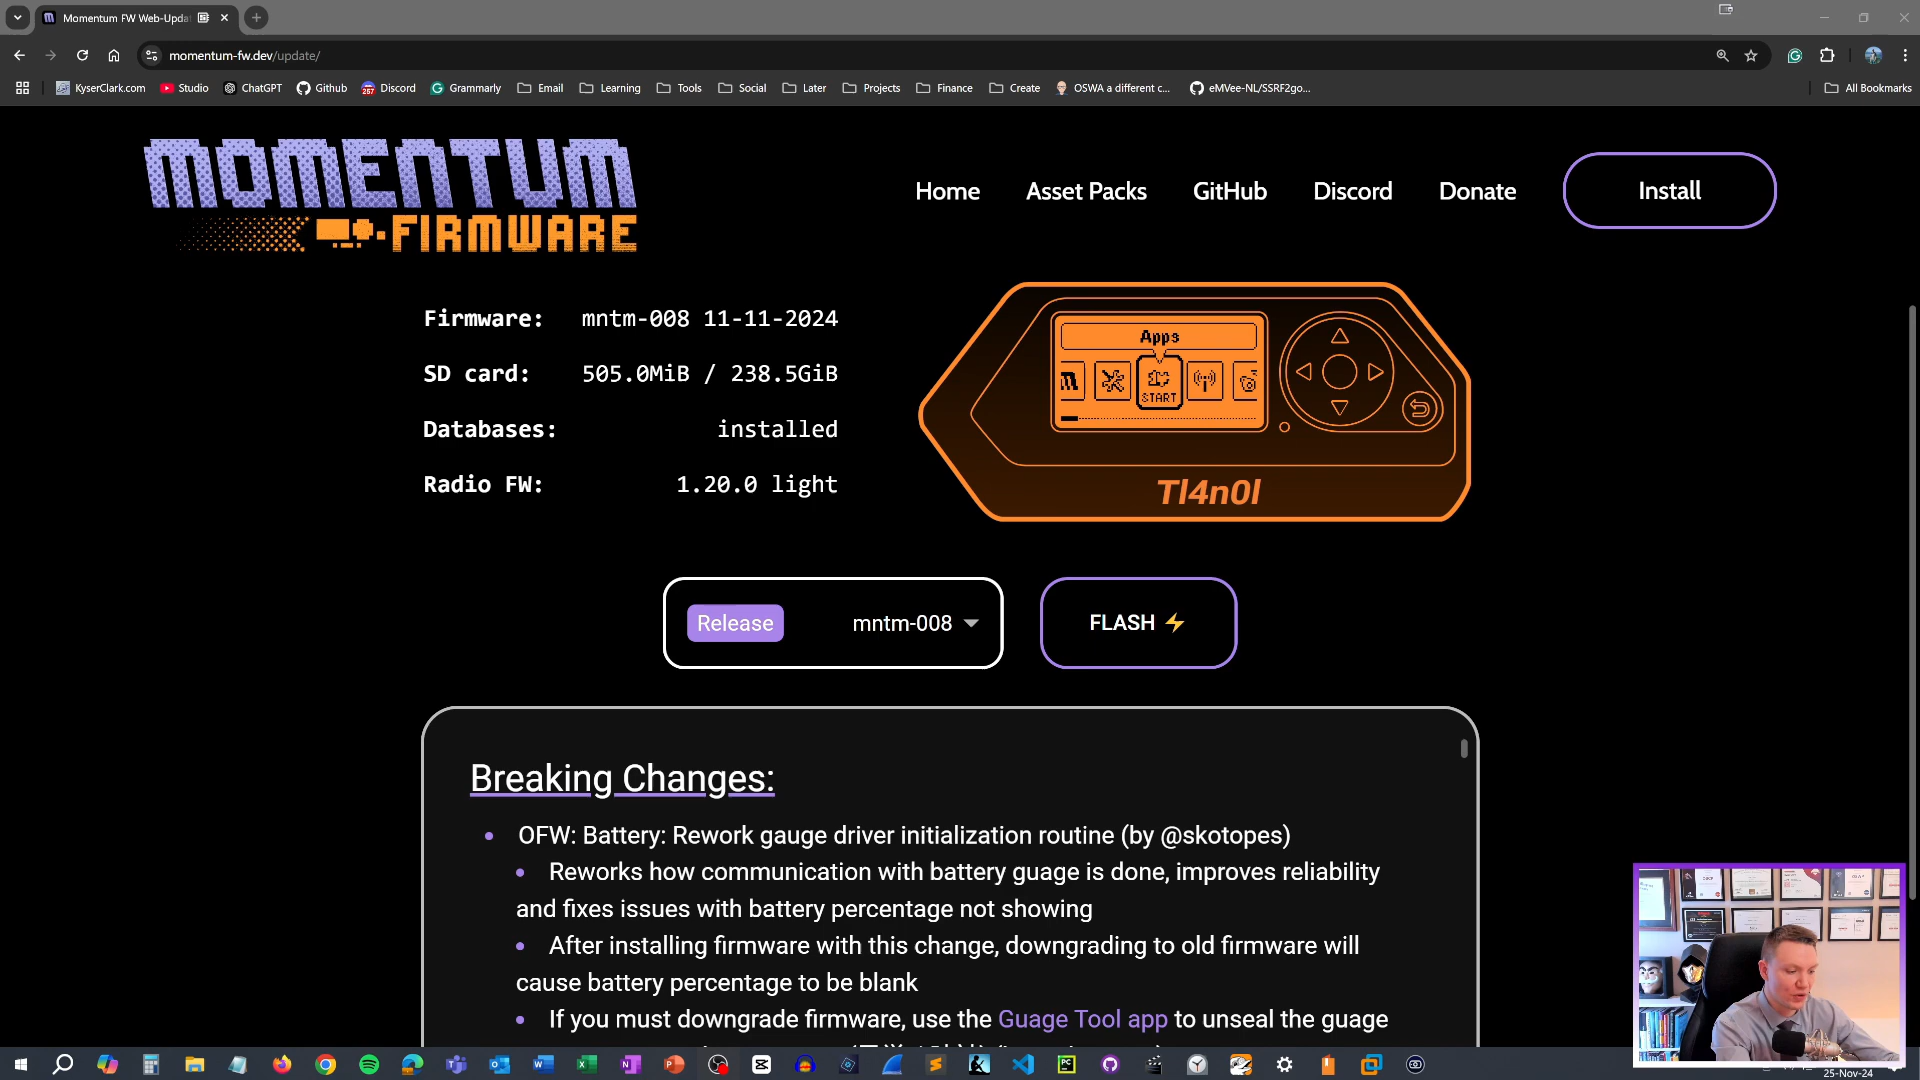 Momentum FW Web-Upda
momentum-fw.dev/update/
KyserClark.com Studio ChatGPT Github Discord Grammarly Email Learning Tools Social Later Projects Finance Create OSWA a different c... eMVee-NL/SSRF2go... All Bookmarks
MOMENTUM
FIRMWARE
Home Asset Packs GitHub Discord Donate Install
Firmware: mntm-008 11-11-2024
SD card: 505.0MiB / 238.5GiB
Databases: installed
Radio FW: 1.20.0 light
Apps
START
Tl4n0l
Release mntm-008 FLASH
Breaking Changes:
OFW: Battery: Rework gauge driver initialization routine (by @skotopes)
Reworks how communication with battery guage is done, improves reliability
and fixes issues with battery percentage not showing
After installing firmware with this change, downgrading to old firmware will
cause battery percentage to be blank
If you must downgrade firmware, use the Guage Tool app to unseal the guage
25-Nov-24